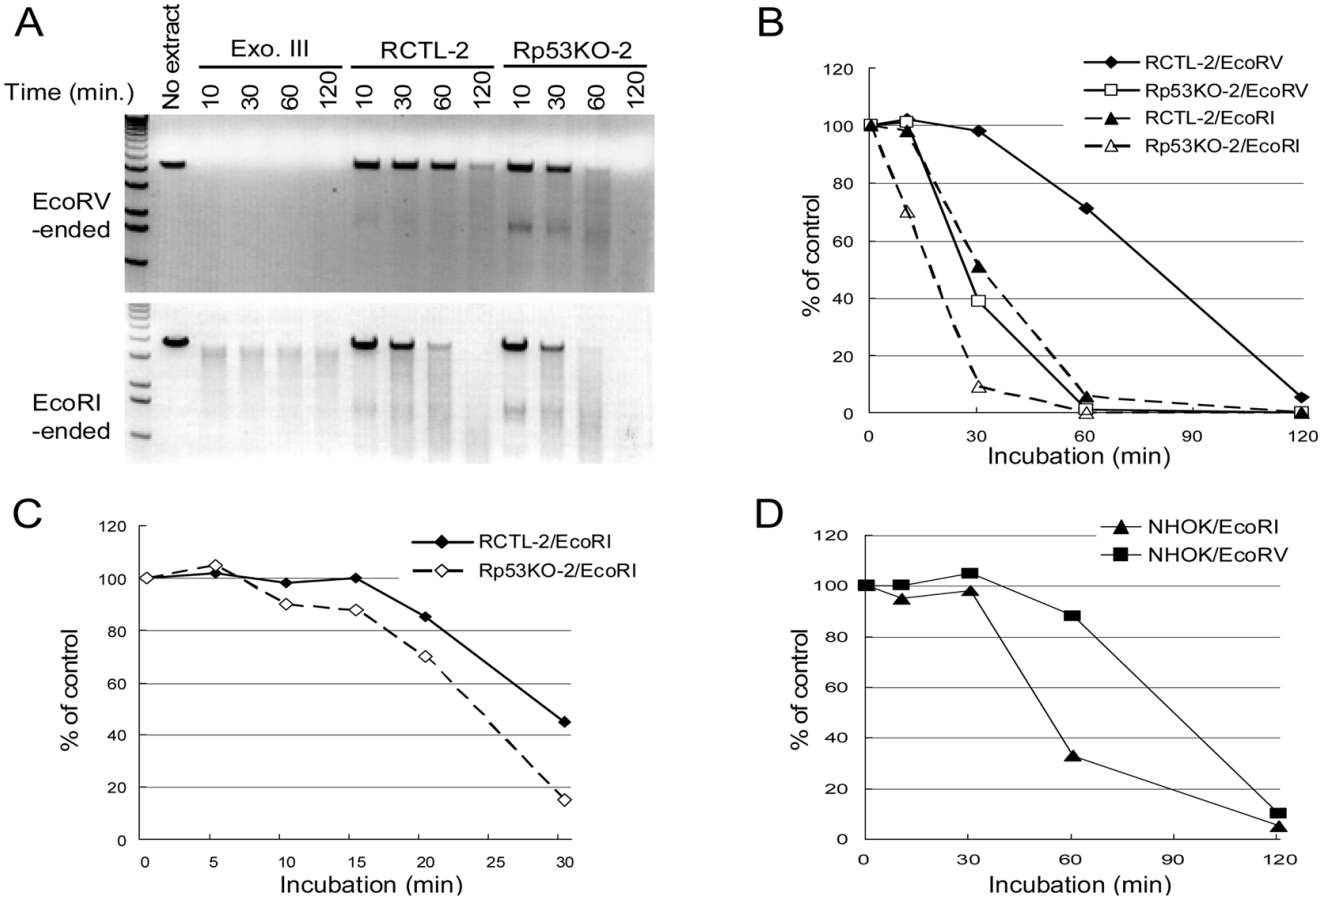 A
No extract
Exo. III
RCTL-2
Rp53KO-2
Time (min.)
10 30 60 120 10 30 60 120 10 30 60 120
EcoRV
-ended
EcoRI
-ended
B
RCTL-2/EcoRV
Rp53KO-2/EcoRV
RCTL-2/EcoRI
Rp53KO-2/EcoRI
% of control
120
100
80
60
40
20
0
0 30 60 90 120
Incubation (min)
C
RCTL-2/EcoRI
Rp53KO-2/EcoRI
% of control
120
100
80
60
40
20
0
0 5 10 15 20 25 30
Incubation (min)
D
NHOK/EcoRI
NHOK/EcoRV
% of control
120
100
80
60
40
20
0
0 30 60 90 120
Incubation (min)